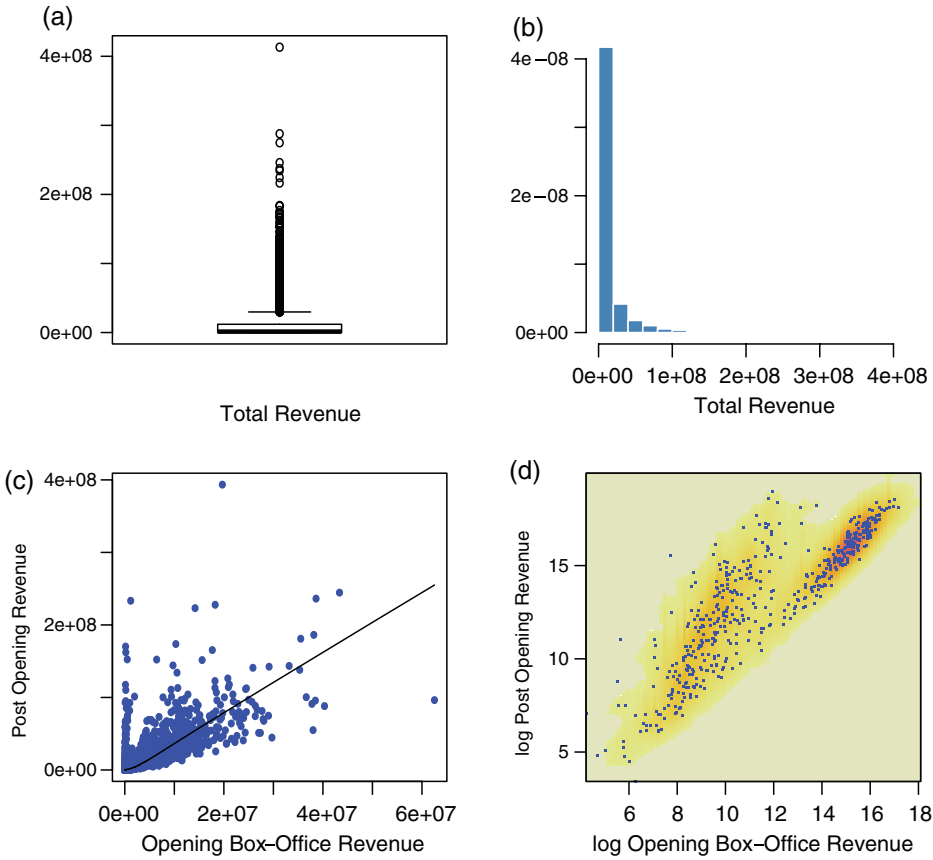 (a)
4e+08
2e+08
0e+00
Total Revenue
(b)
4e−08
2e−08
0e+00
0e+00 1e+08 2e+08 3e+08 4e+08
Total Revenue
(c)
Post Opening Revenue
4e+08
2e+08
0e+00
0e+00 2e+07 4e+07 6e+07
Opening Box–Office Revenue
(d)
log Post Opening Revenue
15
10
5
6 8 10 12 14 16 18
log Opening Box–Office Revenue